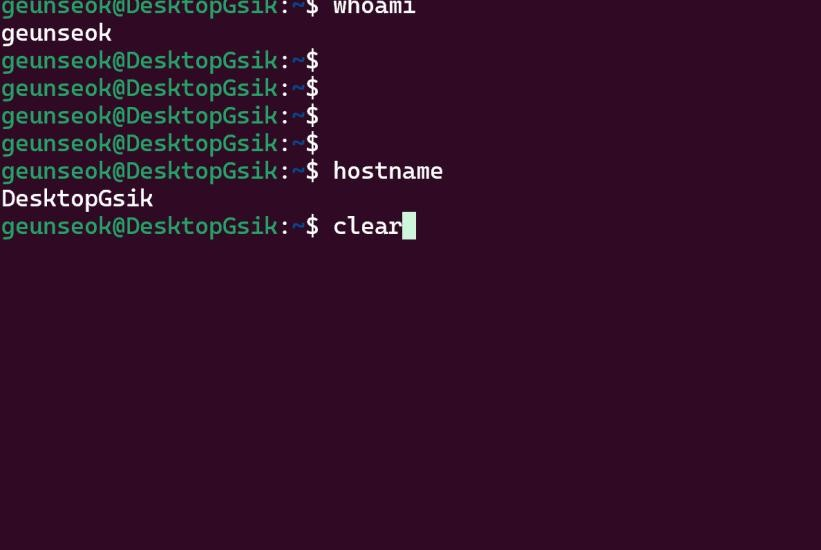 geunseok@DesktopGsik:~$ whoami
geunseok
geunseok@DesktopGsik:~$
geunseok@DesktopGsik:~$
geunseok@DesktopGsik:~$
geunseok@DesktopGsik:~$
geunseok@DesktopGsik:~$ hostname
DesktopGsik
geunseok@DesktopGsik:~$ clear